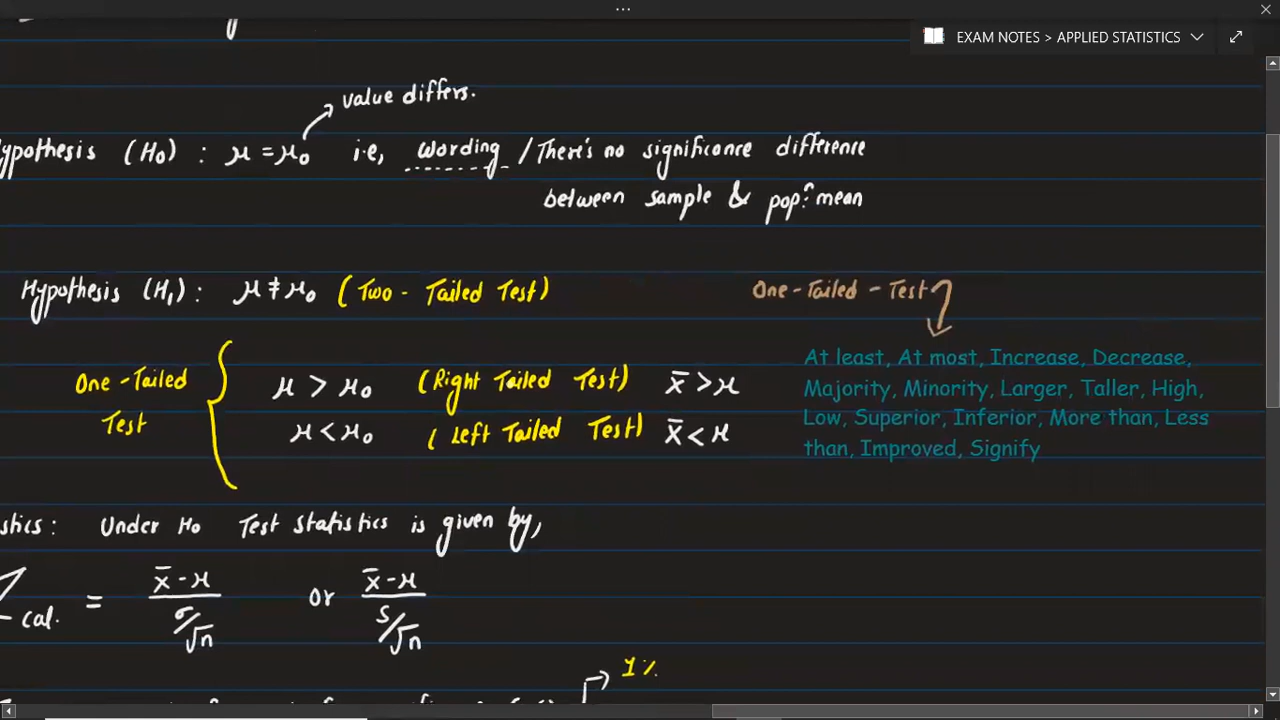 ...
EXAM NOTES > APPLIED STATISTICS
value differs.
Hypothesis (H₀) : μ = μ₀ i.e, wording / There's no significance difference
between sample & popⁿ mean
Hypothesis (H₁) : μ ≠ μ₀ (Two - Tailed Test)
One - Tailed - Test
One - Tailed
Test
μ > μ₀ (Right Tailed Test) x̄ > μ
μ < μ₀ (Left Tailed Test) x̄ < μ
At least, At most, Increase, Decrease,
Majority, Minority, Larger, Taller, High,
Low, Superior, Inferior, More than, Less
than, Improved, Signify
stics: Under H₀ Test statistics is given by,
Z cal. = x̄ - μ / σ/√n or x̄ - μ / s/√n
1%